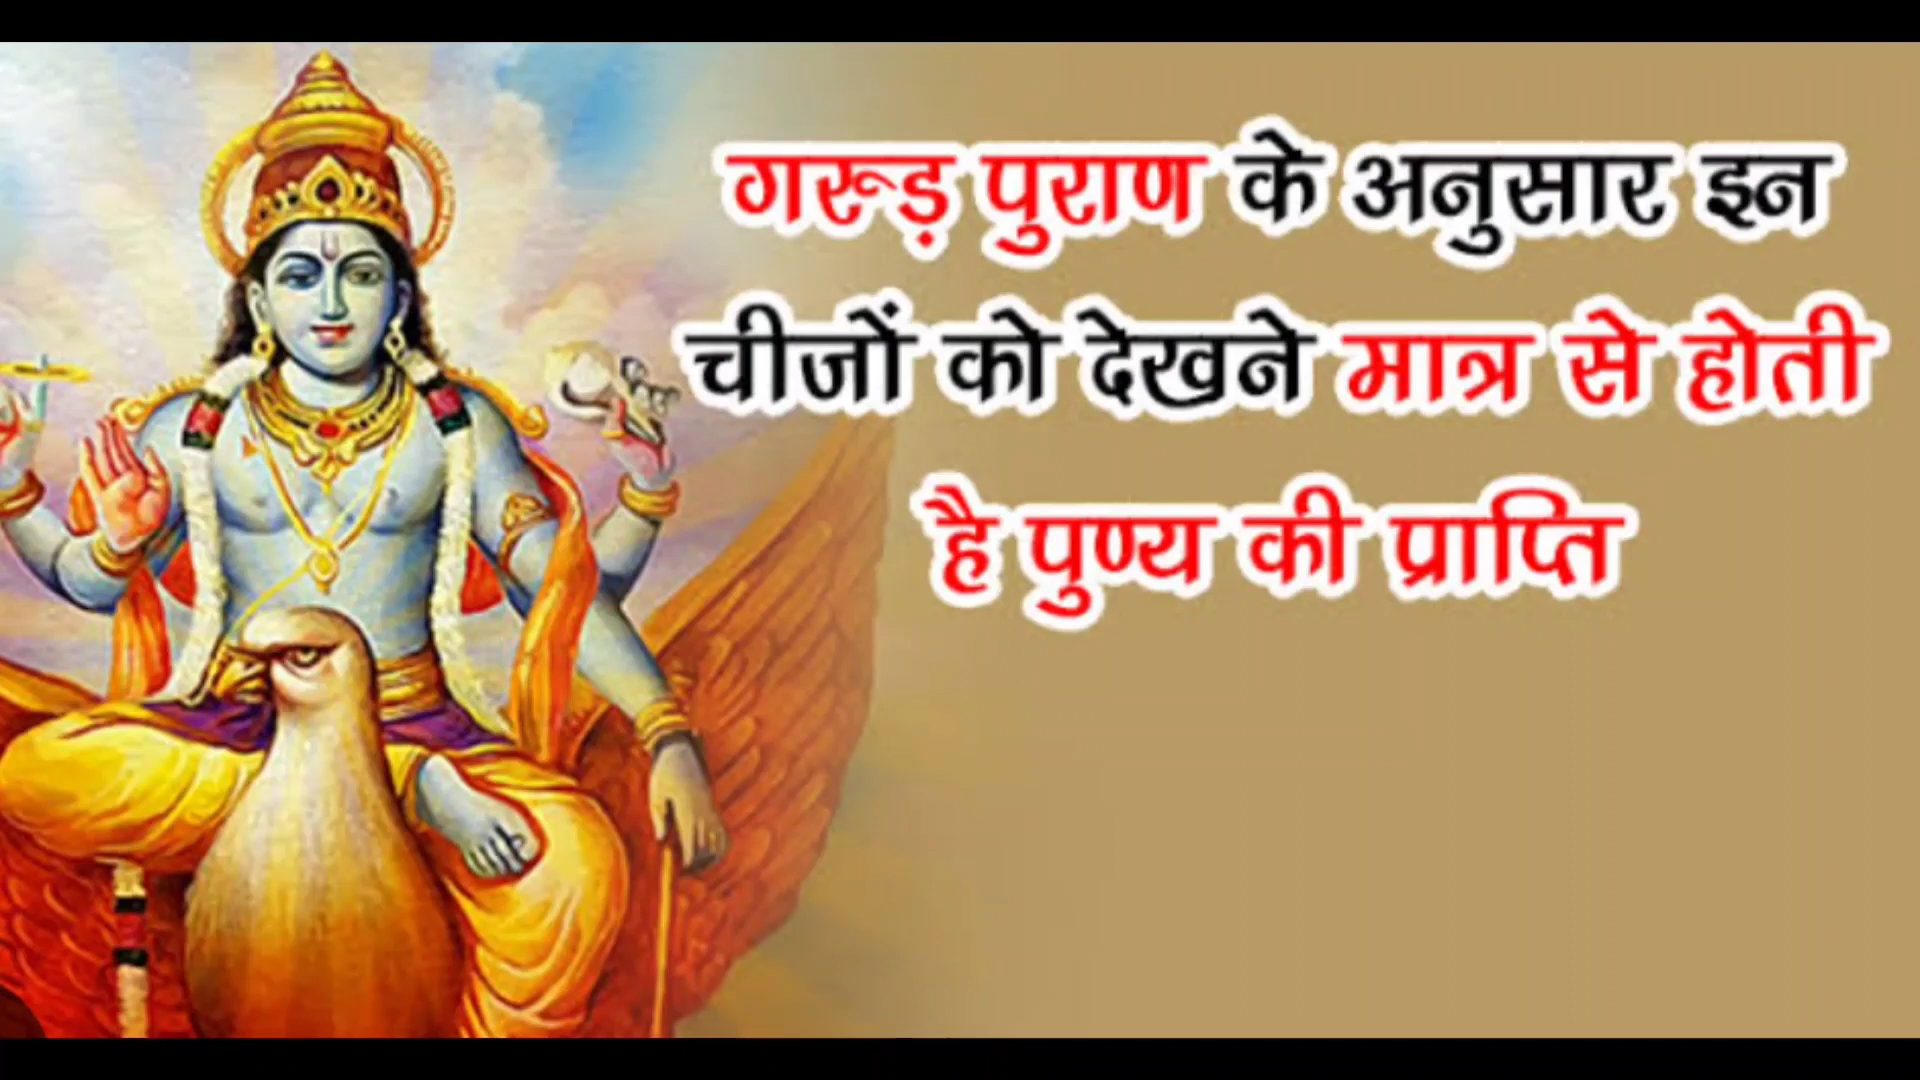 गरूड़ पुराण के अनुसार इन
चीजों को देखने मात्र से होती
है पुण्य की प्राप्ति